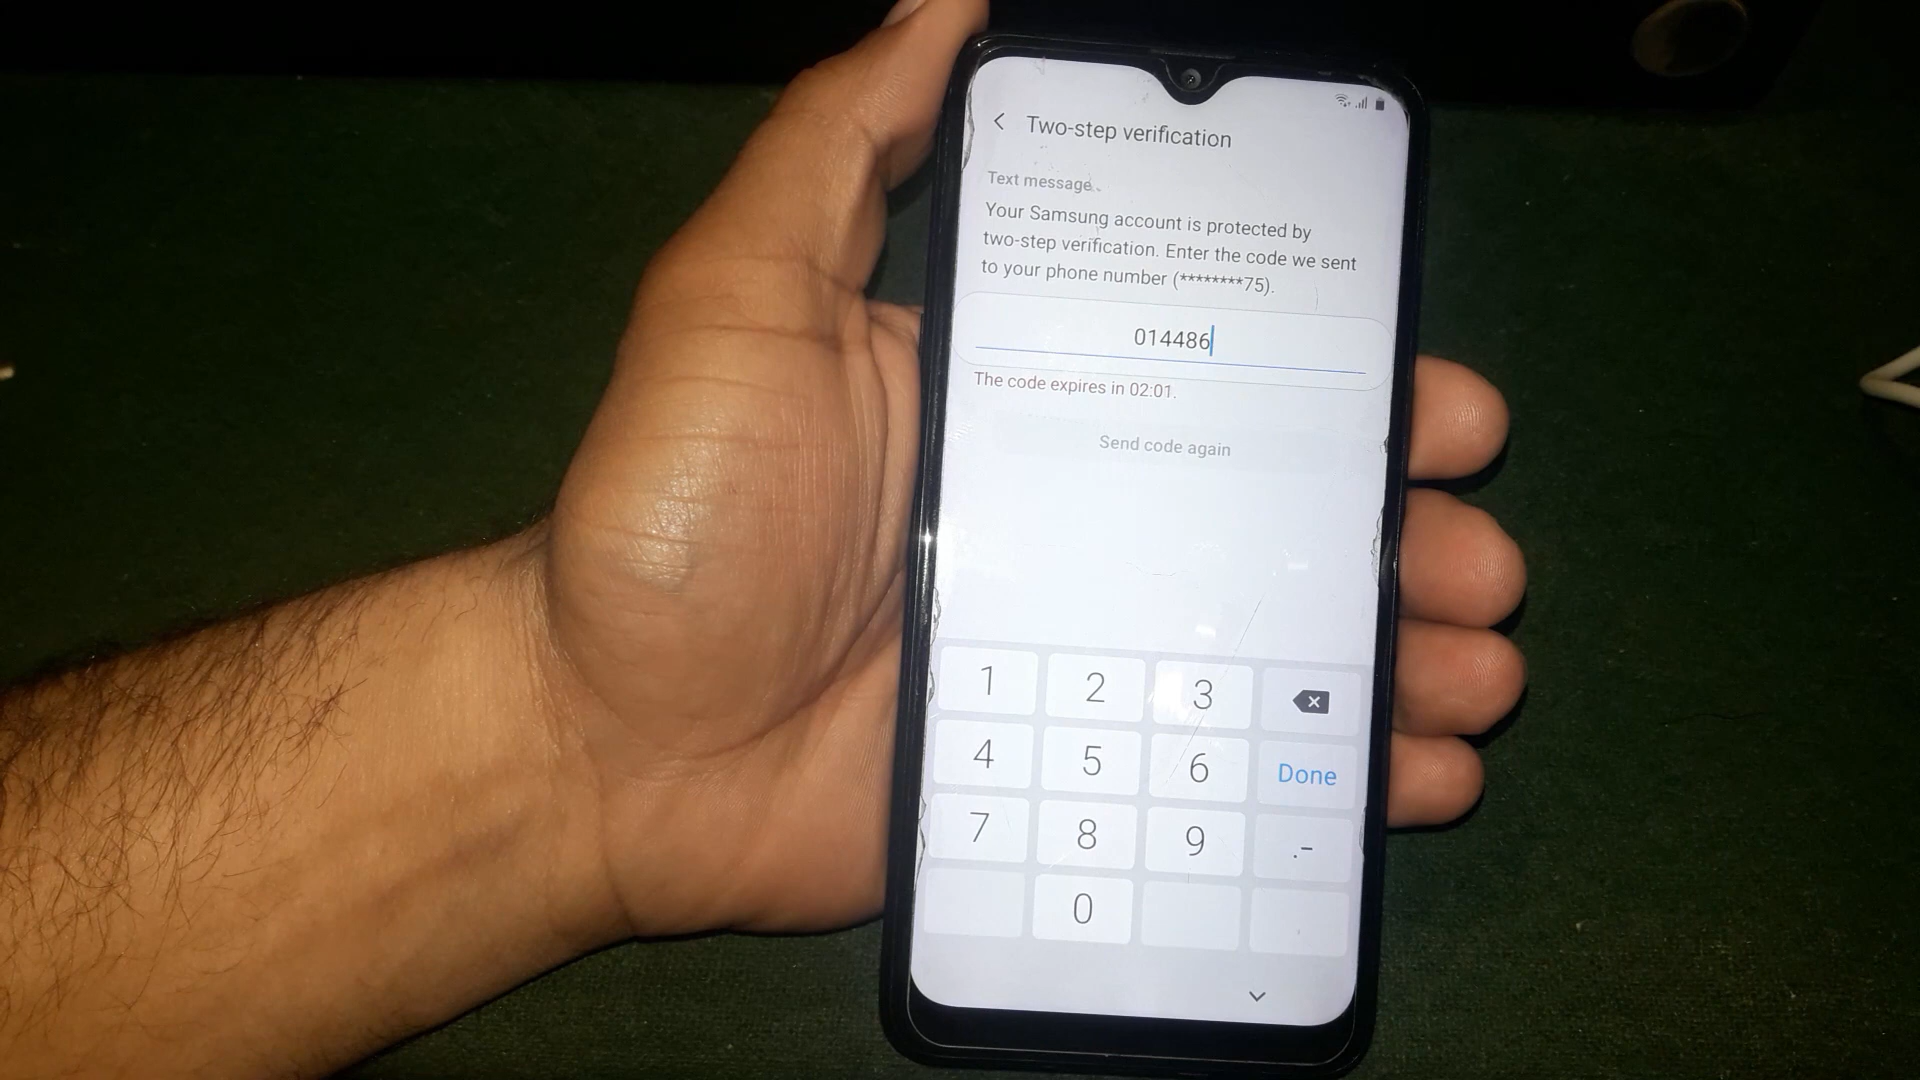 Two-step verification
Text message
Your Samsung account is protected by
two-step verification. Enter the code we sent
to your phone number (********75).
014486
The code expires in 02:01.
Send code again
1 2 3
4 5 6 Done
7 8 9 .-
0